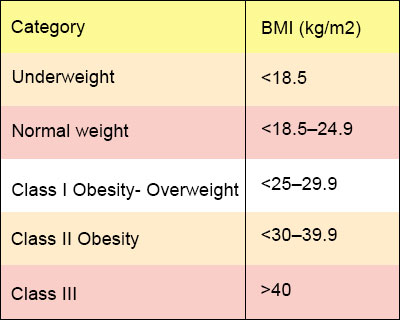 Category BMI (kg/m2)
Underweight <18.5
Normal weight <18.5–24.9
Class I Obesity- Overweight <25–29.9
Class II Obesity <30–39.9
Class III >40